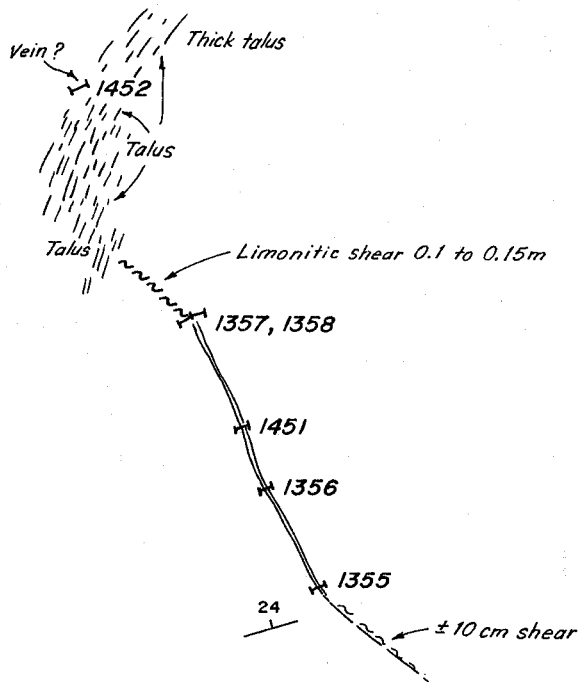 Thick talus
Vein ?
1452
Talus
Talus
Limonitic shear 0.1 to 0.15m
1357, 1358
1451
1356
1355
24
± 10 cm shear